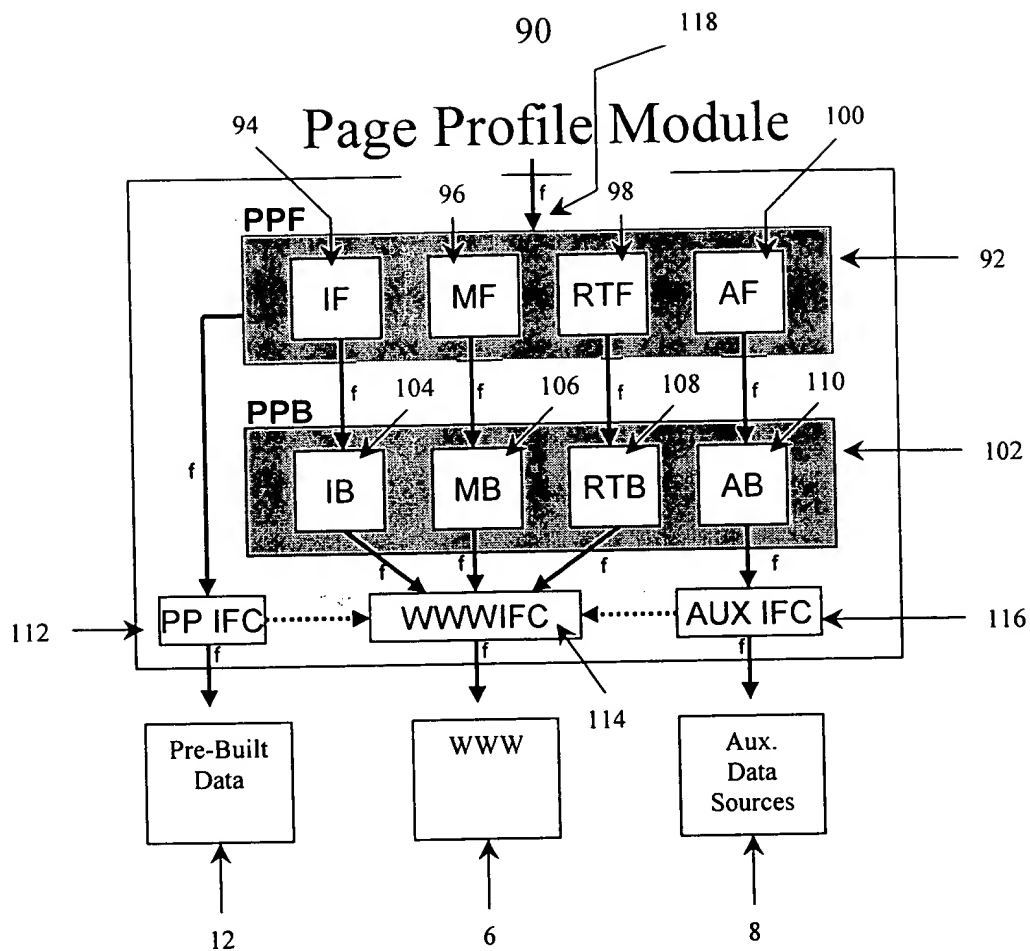 90
118
Page Profile Module
94
100
f
96
98
PPF
92
IF
MF
RTF
AF
f
f
f
f
104
106
108
110
PPB
102
f
IB
MB
RTB
AB
f
f
f
f
112
PP IFC
WWWIFC
AUX IFC
116
f
f
f
114
Pre-Built
Data
WWW
Aux.
Data
Sources
12
6
8